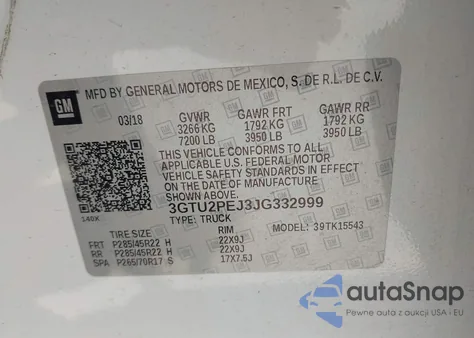 GM
MFD BY GENERAL MOTORS DE MEXICO, S. DE R.L. DE C.V.
03/18 GVWR GAWR FRT GAWR RR
3266 KG 1792 KG 1792 KG
7200 LB 3950 LB 3950 LB
THIS VEHICLE CONFORMS TO ALL
APPLICABLE U.S. FEDERAL MOTOR
VEHICLE SAFETY STANDARDS IN
EFFECT ON THE DATE OF
MANUFACTURE SHOWN ABOVE.
140X 3GTU2PEJ3JG332999
TYPE: TRUCK
TIRE SIZE RIM MODEL: 39TK15543
FRT P285/45R22 H 22X9J
RR P285/45R22 H 22X9J
SPA P265/70R17 S 17X7.5J
autoSnap
Pewne auta z aukcji USA i EU